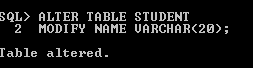 SQL> ALTER TABLE STUDENT
2 MODIFY NAME VARCHAR(20);
Table altered.